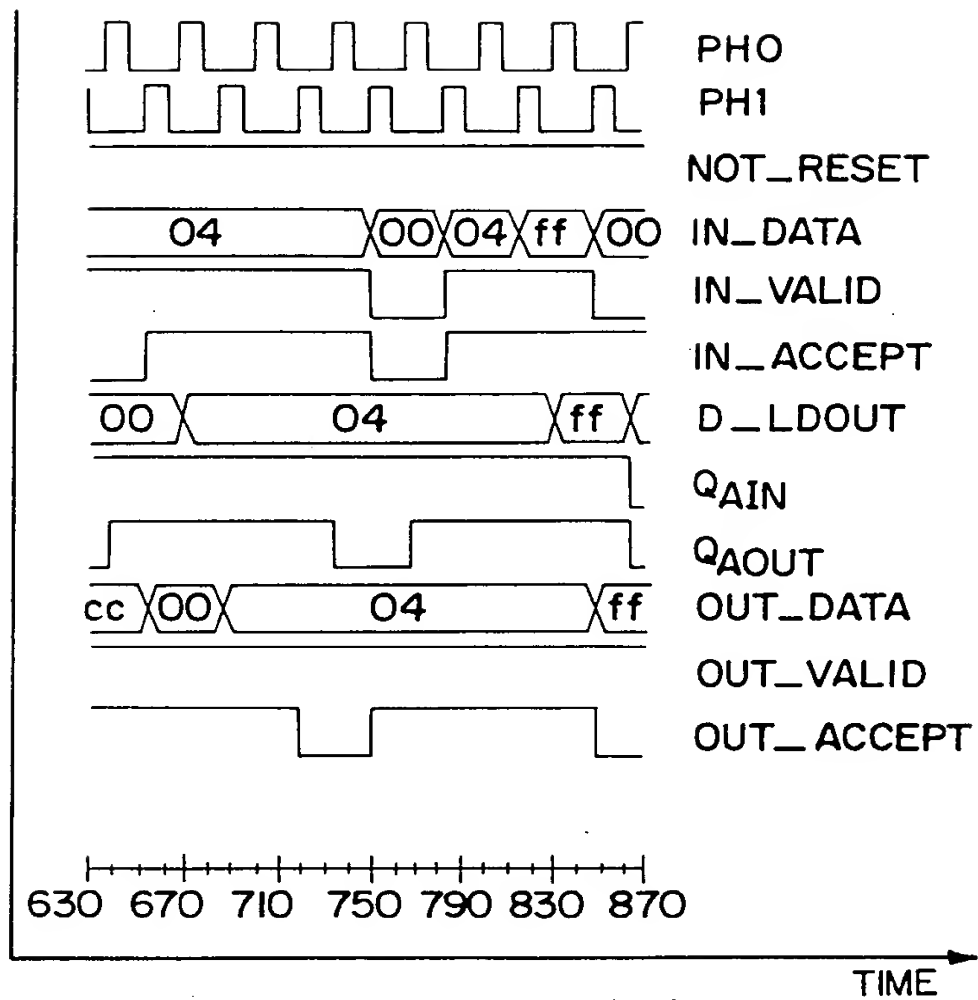 PH0
PH1
NOT_RESET
04 00 04 ff 00 IN_DATA
IN_VALID
IN_ACCEPT
00 04 ff D_LDOUT
QAIN
QAOUT
cc 00 04 ff OUT_DATA
OUT_VALID
OUT_ACCEPT
630 670 710 750 790 830 870
TIME